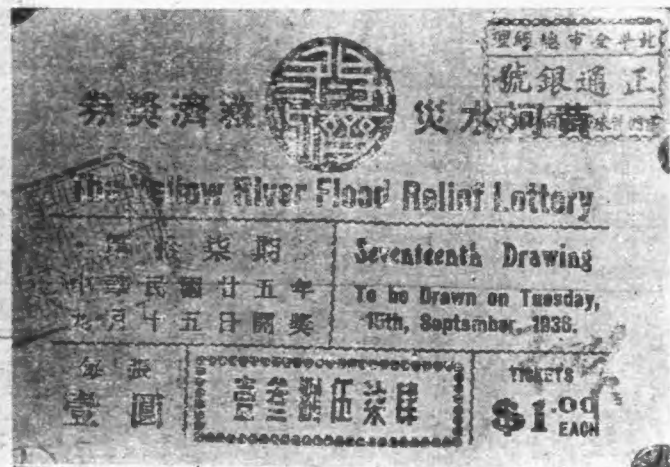 北斗全市總經理
正通銀號
黃河水災救濟獎券
The Yellow River Flood Relief Lottery
第拾柒期
中華民國廿五年
九月十五日開獎
Seventeenth Drawing
To be Drawn on Tuesday,
15th, September, 1936.
每張
壹圓
壹叁捌伍柒肆
TICKETS
$1.00
EACH